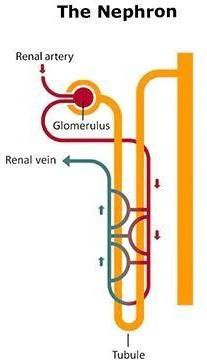 The Nephron
Renal artery
Glomerulus
Renal vein
Tubule